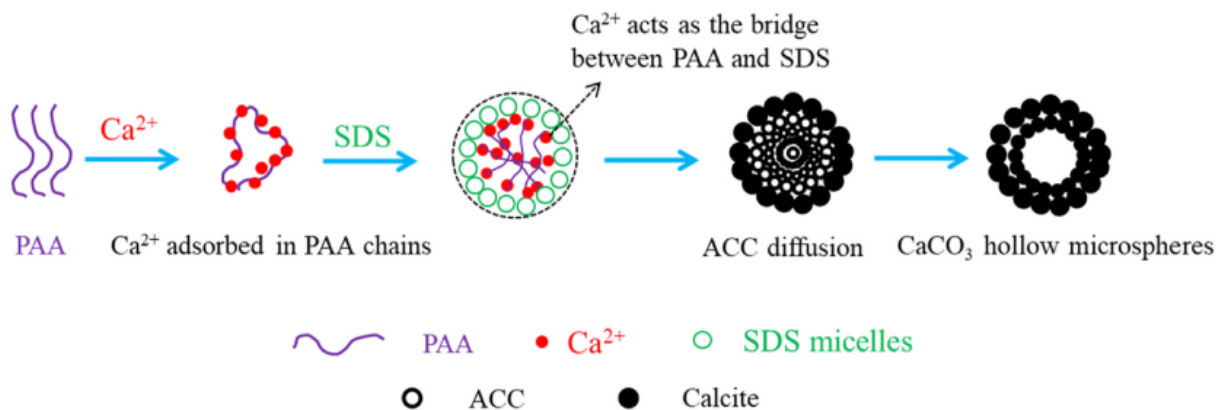 Ca²⁺ acts as the bridge
between PAA and SDS
Ca²⁺
SDS
PAA
Ca²⁺ adsorbed in PAA chains
ACC diffusion
CaCO₃ hollow microspheres
PAA
Ca²⁺
SDS micelles
ACC
Calcite